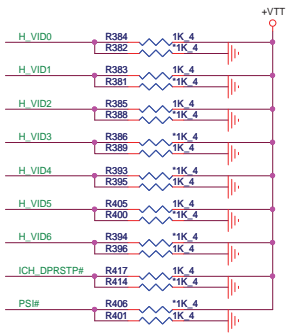 +VTT
H_VID0 R384 1K_4
R382 *1K_4
H_VID1 R383 1K_4
R381 *1K_4
H_VID2 R385 1K_4
R388 *1K_4
H_VID3 R386 *1K_4
R389 1K_4
H_VID4 R393 *1K_4
R395 1K_4
H_VID5 R405 1K_4
R400 *1K_4
H_VID6 R394 *1K_4
R396 1K_4
ICH_DPRSTP# R417 1K_4
R414 *1K_4
PSI# R406 *1K_4
R401 1K_4